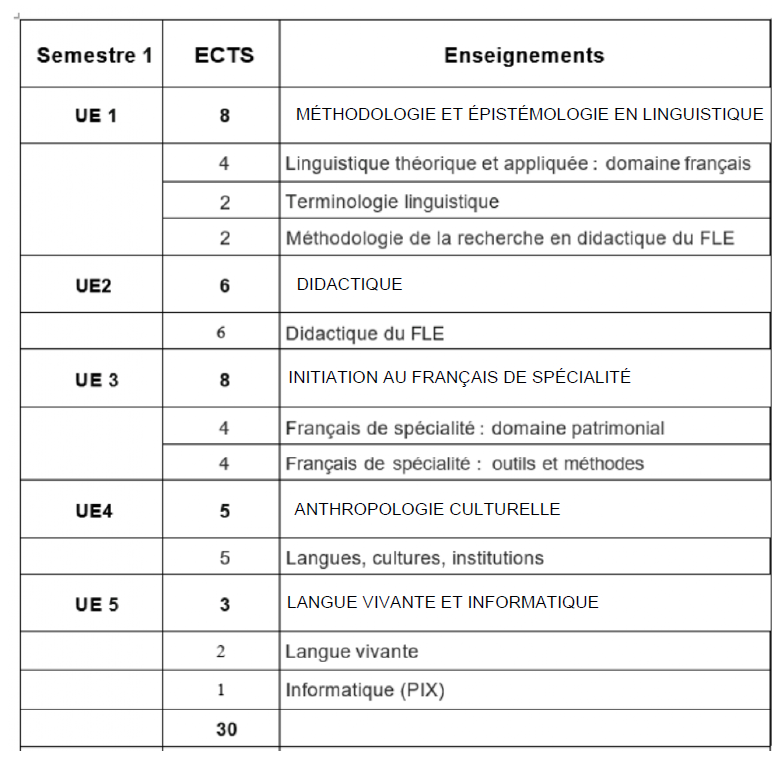 Semestre 1 ECTS Enseignements
UE 1 8 MÉTHODOLOGIE ET ÉPISTÉMOLOGIE EN LINGUISTIQUE
4 Linguistique théorique et appliquée : domaine français
2 Terminologie linguistique
2 Méthodologie de la recherche en didactique du FLE
UE2 6 DIDACTIQUE
6 Didactique du FLE
UE 3 8 INITIATION AU FRANÇAIS DE SPÉCIALITÉ
4 Français de spécialité : domaine patrimonial
4 Français de spécialité : outils et méthodes
UE4 5 ANTHROPOLOGIE CULTURELLE
5 Langues, cultures, institutions
UE 5 3 LANGUE VIVANTE ET INFORMATIQUE
2 Langue vivante
1 Informatique (PIX)
30